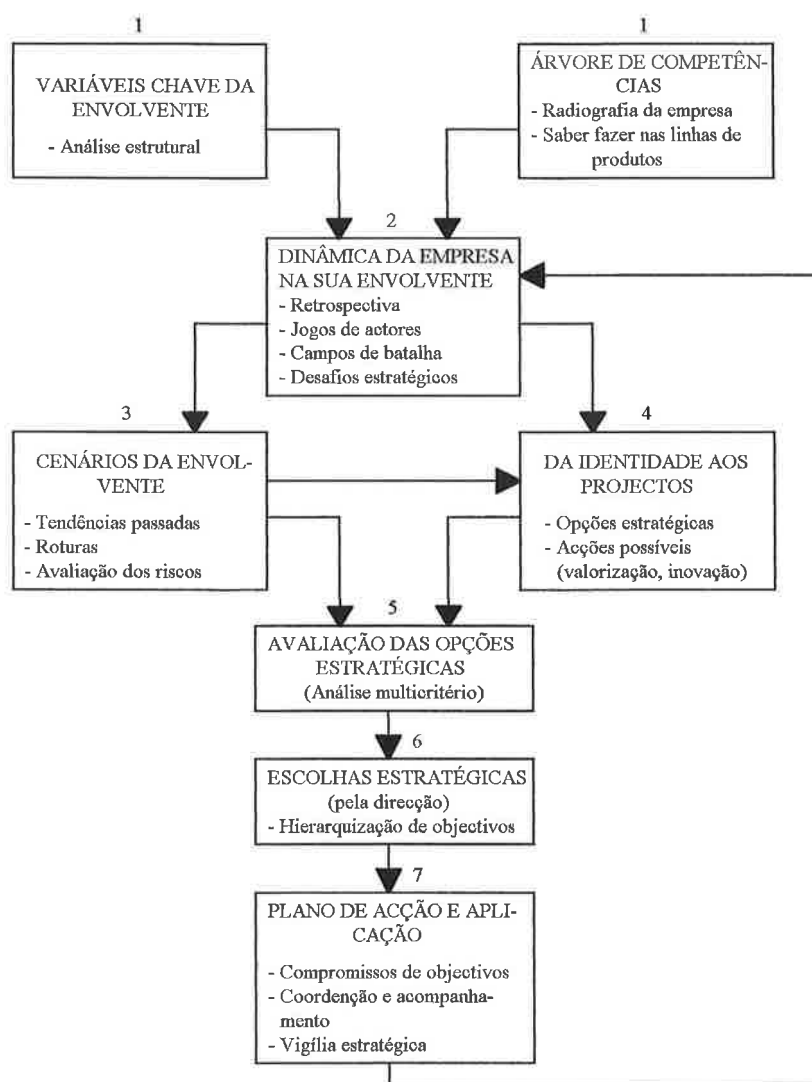 1
VARIÁVEIS CHAVE DA
ENVOLVENTE
- Análise estrutural
1
ÁRVORE DE COMPETÊN-
CIAS
- Radiografia da empresa
- Saber fazer nas linhas de
produtos
2
DINÂMICA DA EMPRESA
NA SUA ENVOLVENTE
- Retrospectiva
- Jogos de actores
- Campos de batalha
- Desafios estratégicos
3
CENÁRIOS DA ENVOL-
VENTE
- Tendências passadas
- Roturas
- Avaliação dos riscos
4
DA IDENTIDADE AOS
PROJECTOS
- Opções estratégicas
- Acções possíveis
(valorização, inovação)
5
AVALIAÇÃO DAS OPÇÕES
ESTRATÉGICAS
(Análise multicritério)
6
ESCOLHAS ESTRATÉGICAS
(pela direcção)
- Hierarquização de objectivos
7
PLANO DE ACÇÃO E APLI-
CAÇÃO
- Compromissos de objectivos
- Coordenção e acompanha-
mento
- Vigília estratégica